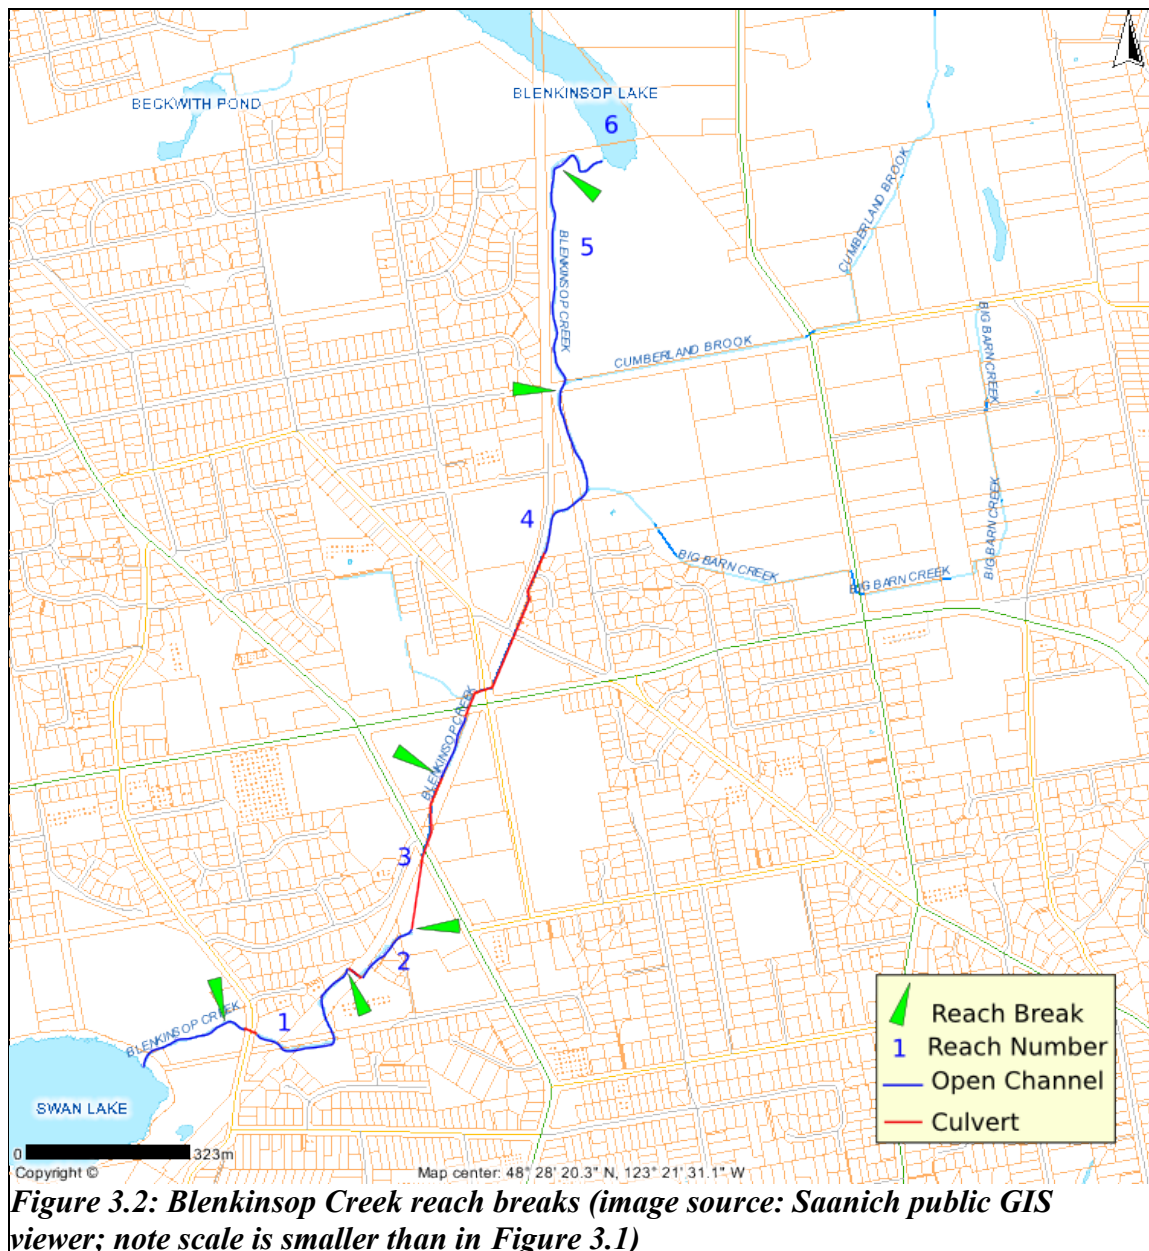 BLENKINSOP LAKE
BECKWITH POND
6
CUMBERLAND BROOK
5
BLENKINSOP CREEK
BIG BARN CREEK
CUMBERLAND BROOK
4
BIG BARN CREEK
BIG BARN CREEK
BIG BARN CREEK
BLENKINSOP CREEK
3
2
1
BLENKINSOP CREEK
SWAN LAKE
Reach Break
1 Reach Number
Open Channel
Culvert
0 323m
Copyright © Map center: 48° 28' 20.3" N, 123° 21' 31.1" W
Figure 3.2: Blenkinsop Creek reach breaks (image source: Saanich public GIS
viewer; note scale is smaller than in Figure 3.1)